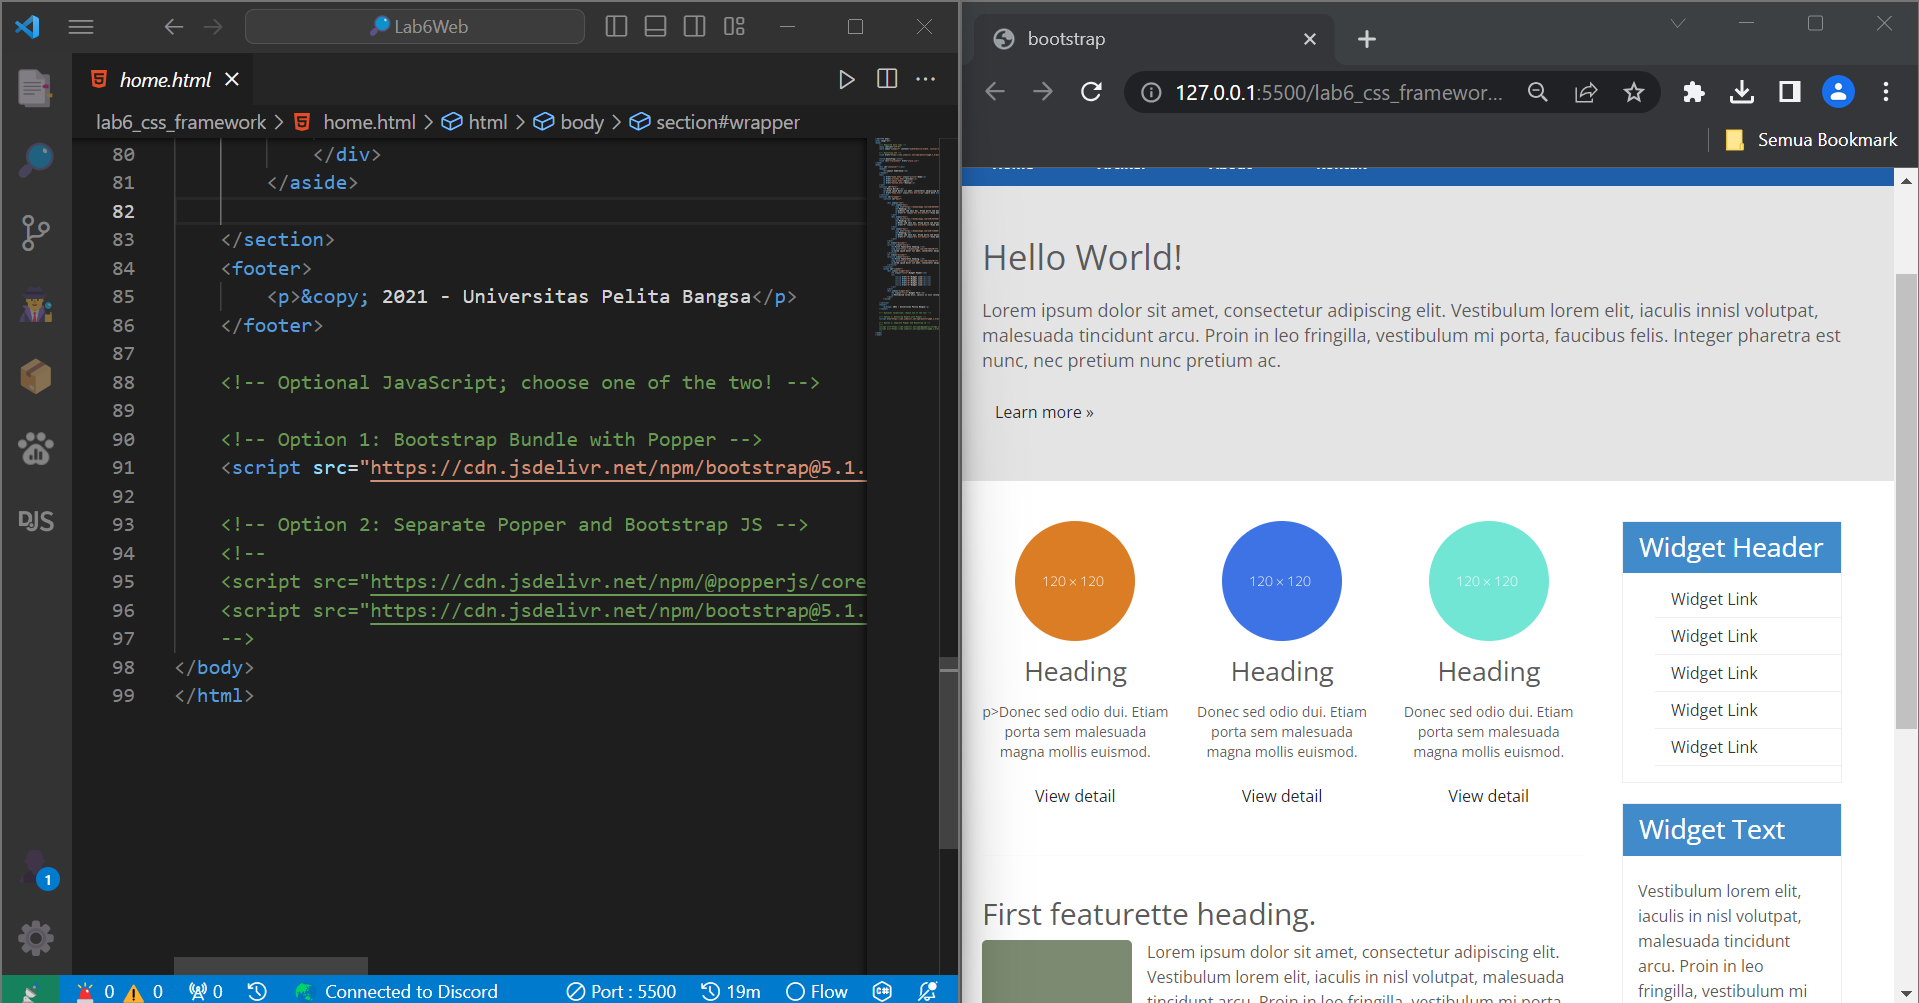 Lab6Web
home.html
lab6_css_framework > home.html > html > body > section#wrapper
80 </div>
81 </aside>
82
83 </section>
84 <footer>
85 <p>&copy; 2021 - Universitas Pelita Bangsa</p>
86 </footer>
87
88 <!-- Optional JavaScript; choose one of the two! -->
89
90 <!-- Option 1: Bootstrap Bundle with Popper -->
91 <script src="https://cdn.jsdelivr.net/npm/bootstrap@5.1.
92
93 <!-- Option 2: Separate Popper and Bootstrap JS -->
94 <!--
95 <script src="https://cdn.jsdelivr.net/npm/@popperjs/core
96 <script src="https://cdn.jsdelivr.net/npm/bootstrap@5.1.
97 -->
98 </body>
99 </html>
DJS
1
0 0 0 Connected to Discord Port : 5500 19m Flow
bootstrap
127.0.0.1:5500/lab6_css_framewor...
Semua Bookmark
Hello World!
Lorem ipsum dolor sit amet, consectetur adipiscing elit. Vestibulum lorem elit, iaculis innisl volutpat,
malesuada tincidunt arcu. Proin in leo fringilla, vestibulum mi porta, faucibus felis. Integer pharetra est
nunc, nec pretium nunc pretium ac.
Learn more »
120 × 120
120 × 120
120 × 120
Heading
Heading
Heading
p>Donec sed odio dui. Etiam
porta sem malesuada
magna mollis euismod.
Donec sed odio dui. Etiam
porta sem malesuada
magna mollis euismod.
Donec sed odio dui. Etiam
porta sem malesuada
magna mollis euismod.
View detail
View detail
View detail
Widget Header
Widget Link
Widget Link
Widget Link
Widget Link
Widget Link
Widget Text
Vestibulum lorem elit,
iaculis in nisl volutpat,
malesuada tincidunt
arcu. Proin in leo
fringilla, vestibulum mi
First featurette heading.
Lorem ipsum dolor sit amet, consectetur adipiscing elit.
Vestibulum lorem elit, iaculis in nisl volutpat, malesuada
tincidunt arcu. Proin in leo fringilla, vestibulum mi porta,